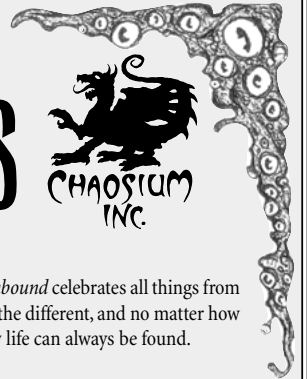 S
CHAOSIUM
INC.
bound celebrates all things from
the different, and no matter how
life can always be found.